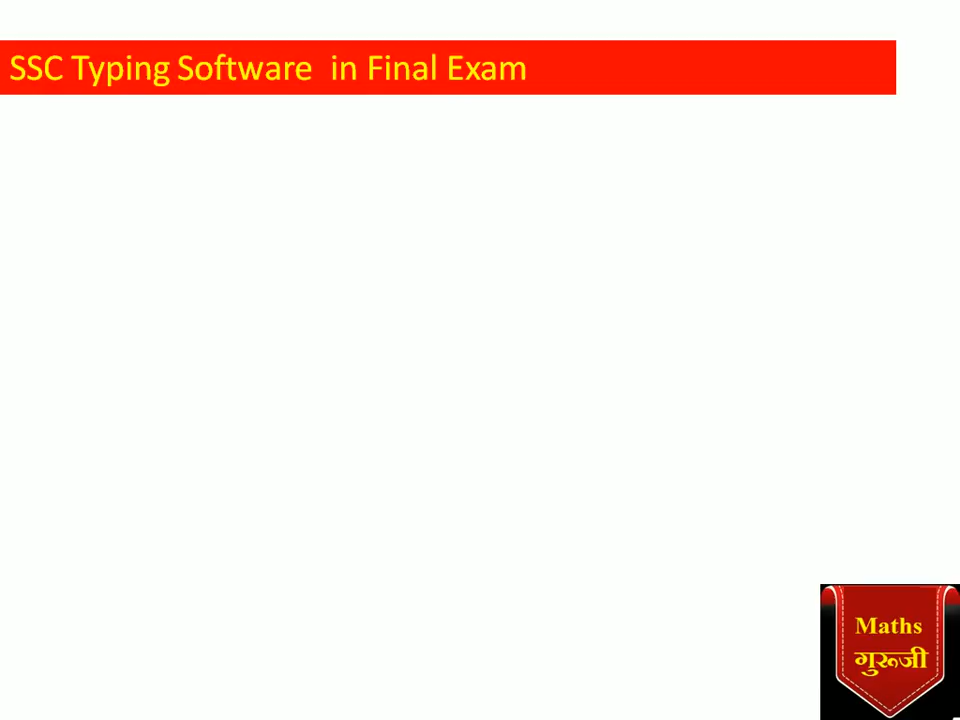 SSC Typing Software in Final Exam
Maths
गुरूजी